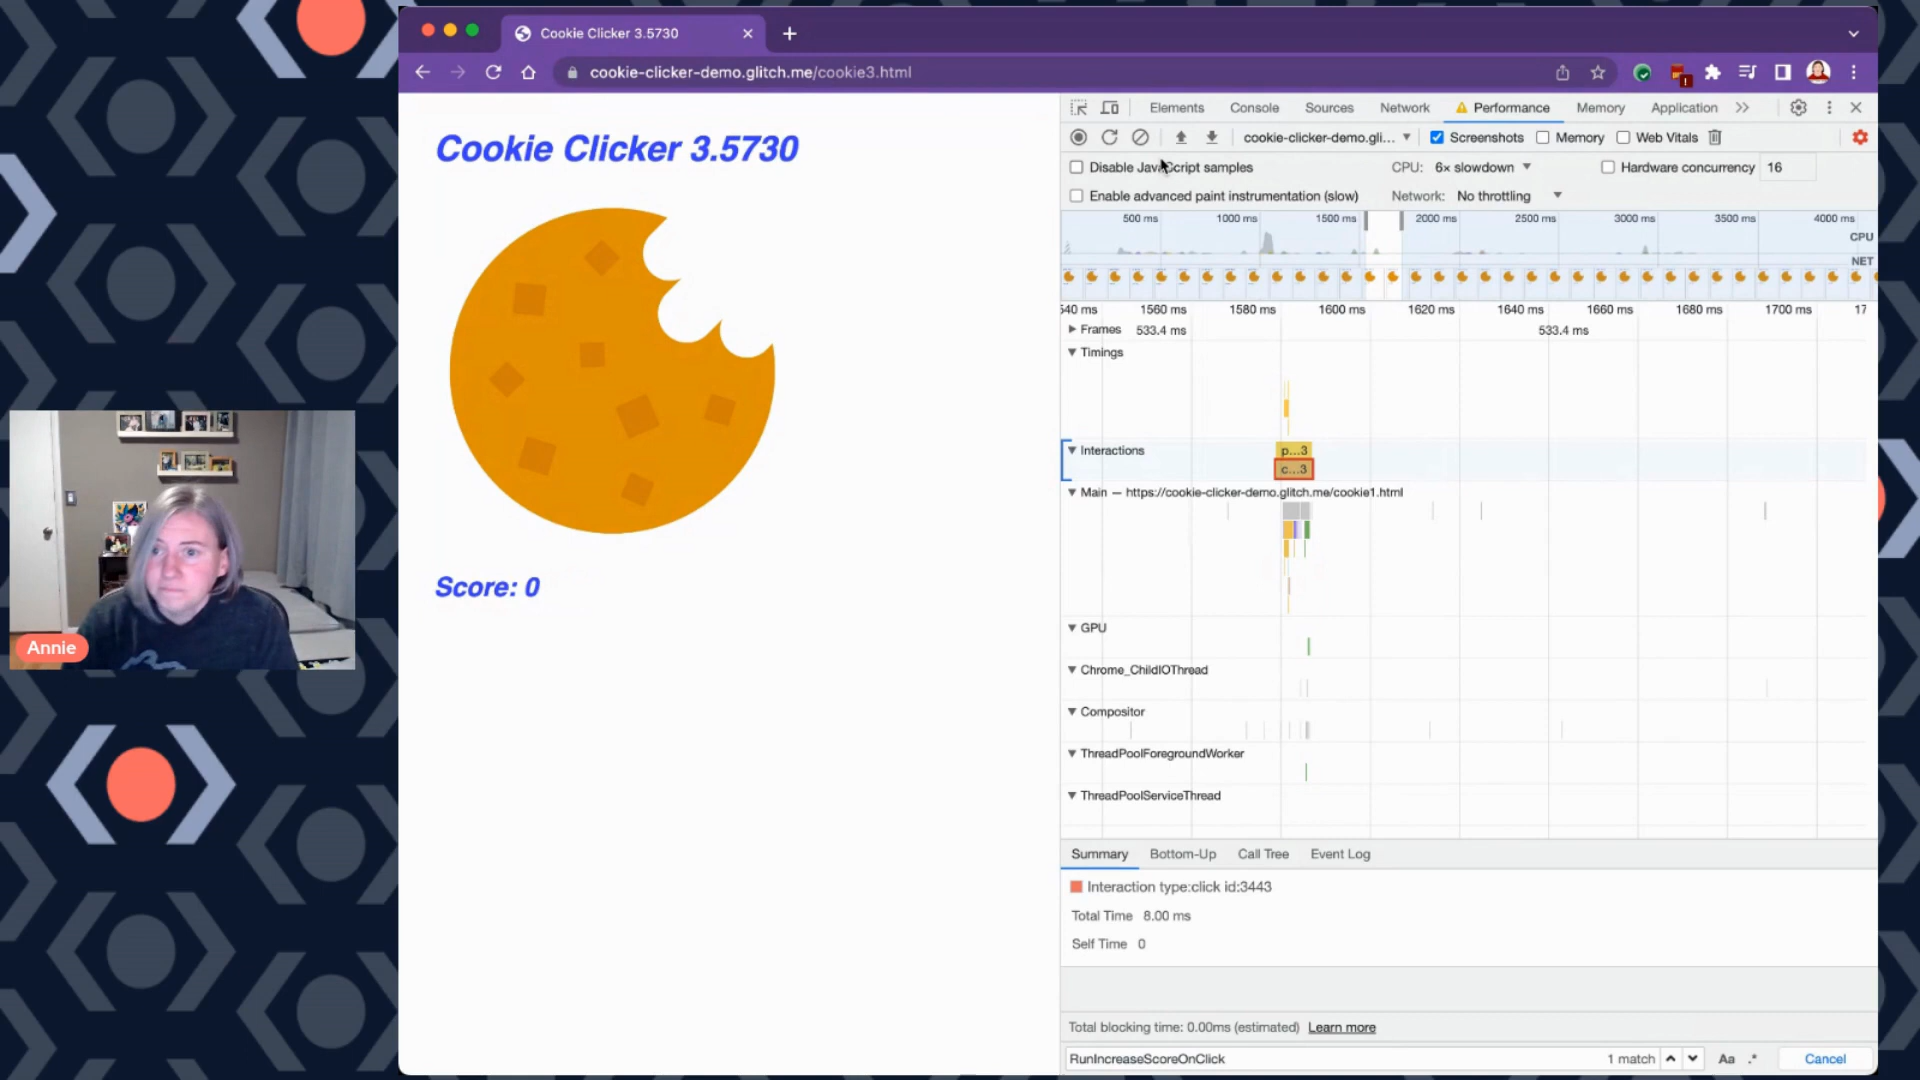 Cookie Clicker 3.5730
cookie-clicker-demo.glitch.me/cookie3.html
Elements Console Sources Network Performance Memory Application
cookie-clicker-demo.gli... Screenshots Memory Web Vitals
Disable JavaScript samples CPU: 6× slowdown Hardware concurrency 16
Enable advanced paint instrumentation (slow) Network: No throttling
500 ms 1000 ms 1500 ms 2000 ms 2500 ms 3000 ms 3500 ms 4000 ms
CPU
NET
540 ms 1560 ms 1580 ms 1600 ms 1620 ms 1640 ms 1660 ms 1680 ms 1700 ms 17
Frames 533.4 ms 533.4 ms
Timings
Interactions p...3
c...3
Main — https://cookie-clicker-demo.glitch.me/cookie1.html
GPU
Chrome_ChildIOThread
Compositor
ThreadPoolForegroundWorker
ThreadPoolServiceThread
Summary Bottom-Up Call Tree Event Log
Interaction type:click id:3443
Total Time 8.00 ms
Self Time 0
Total blocking time: 0.00ms (estimated) Learn more
RunIncreaseScoreOnClick 1 match Aa .* Cancel
Cookie Clicker 3.5730
Score: 0
Annie